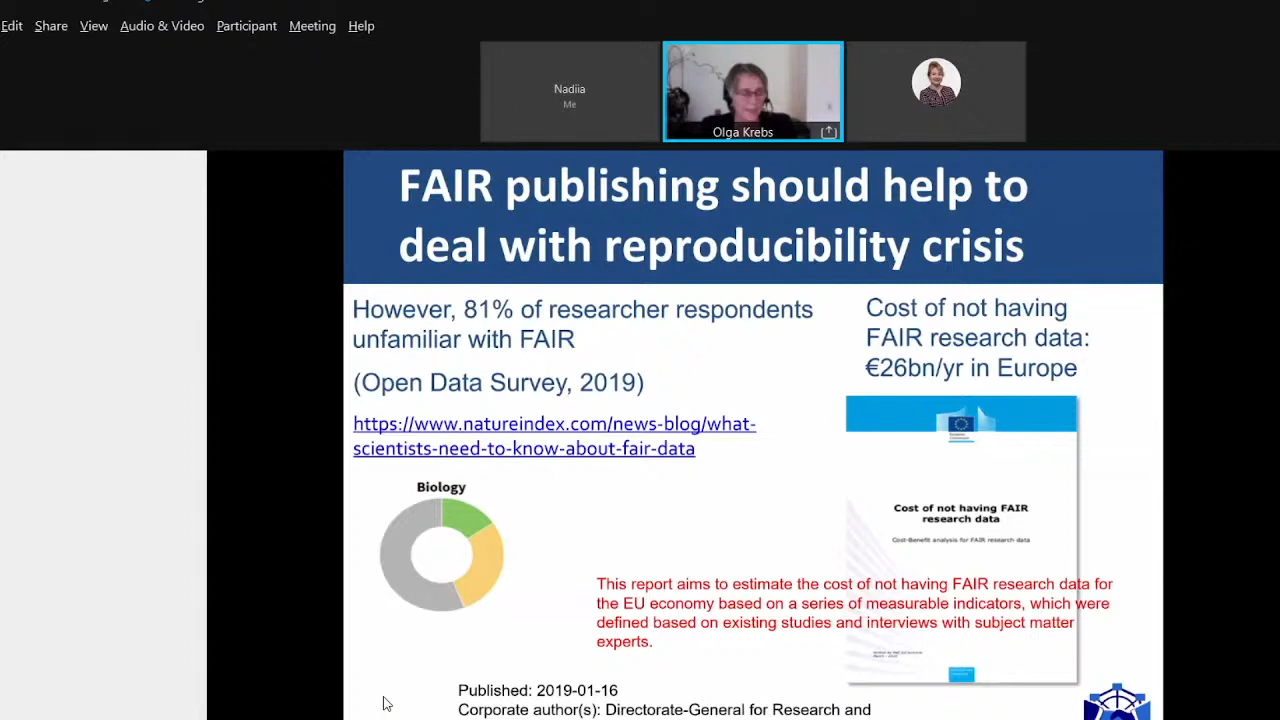 Edit Share View Audio & Video Participant Meeting Help
Nadiia
Me
Olga Krebs
FAIR publishing should help to
deal with reproducibility crisis
However, 81% of researcher respondents
unfamiliar with FAIR
(Open Data Survey, 2019)
https://www.natureindex.com/news-blog/what-
scientists-need-to-know-about-fair-data
Biology
Cost of not having
FAIR research data:
€26bn/yr in Europe
Cost of not having FAIR
research data
Cost-Benefit analysis for FAIR research data
This report aims to estimate the cost of not having FAIR research data for
the EU economy based on a series of measurable indicators, which were
defined based on existing studies and interviews with subject matter
experts.
Published: 2019-01-16
Corporate author(s): Directorate-General for Research and